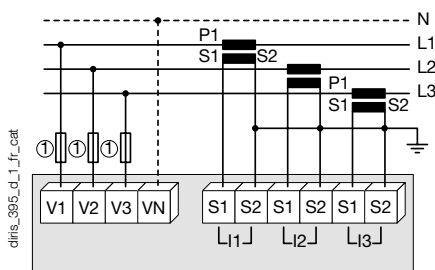 N
P1
L1
S1 S2
L2
P1
L3
S1 S2
① ① ①
diris_395_d_1_fr_cat
V1 V2 V3 VN S1 S2 S1 S2 S1 S2
I1 I2 I3